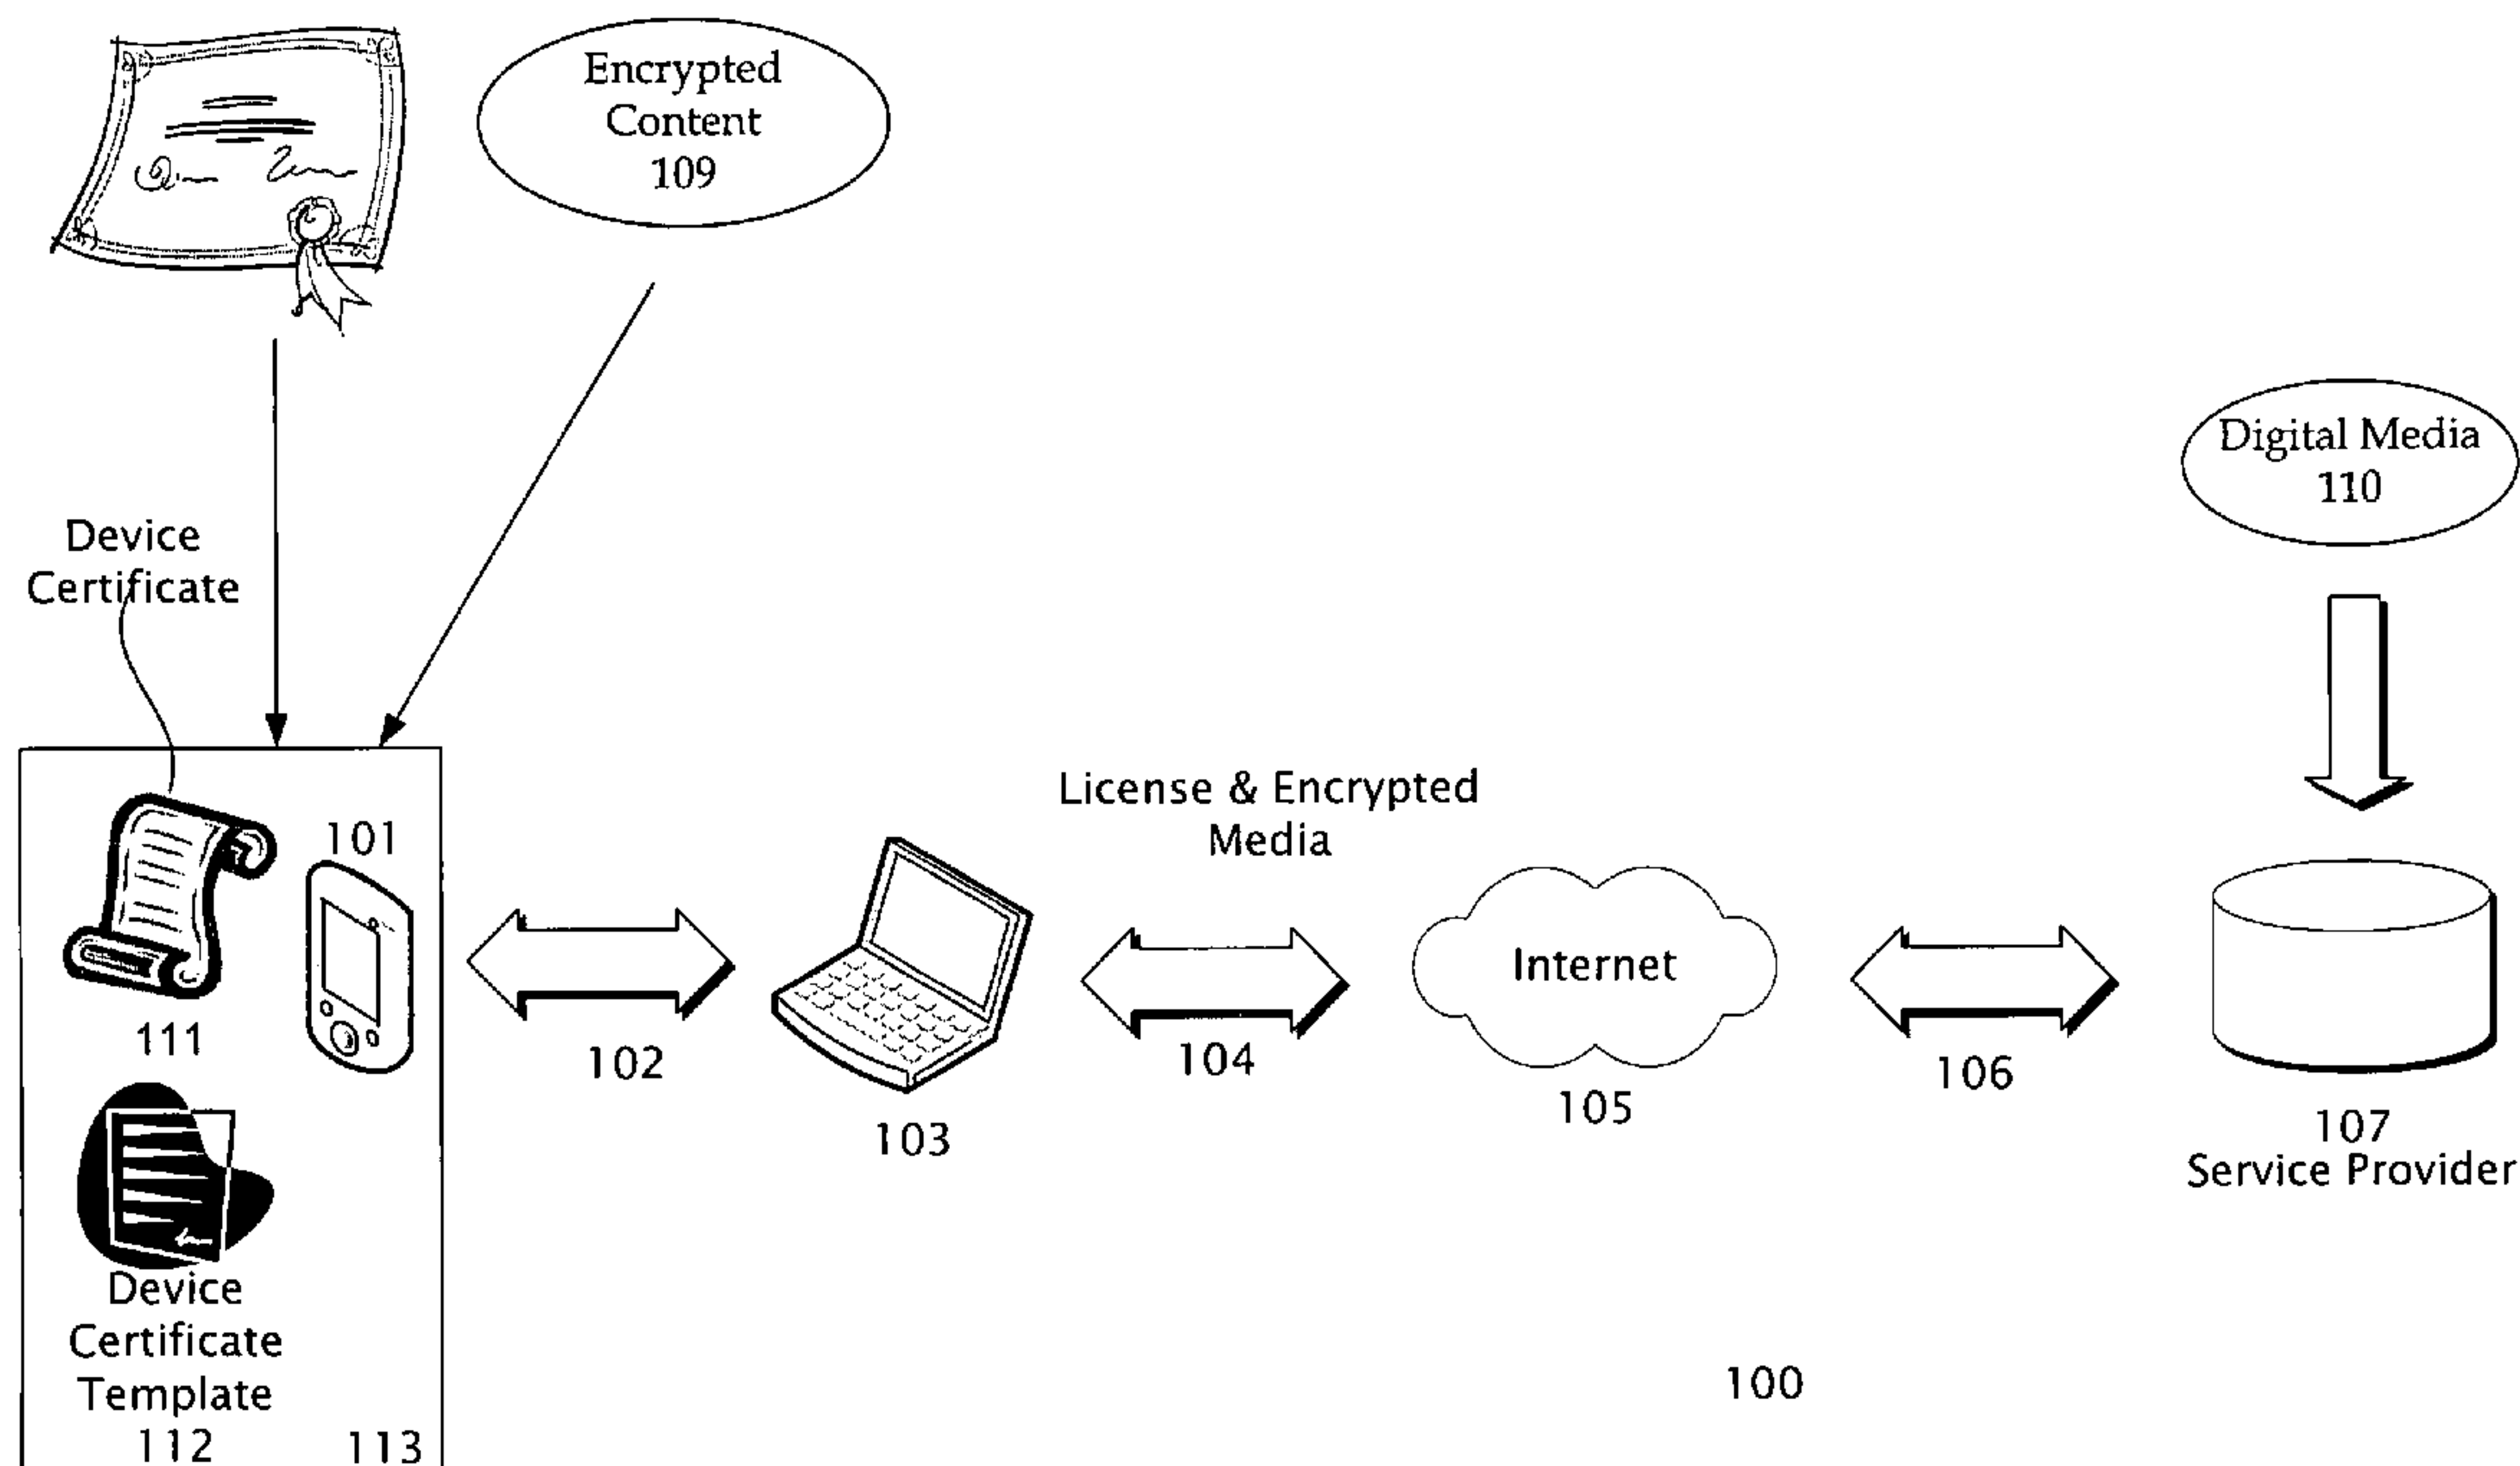 Encrypted
Content
109
Digital Media
110
Device
Certificate
License & Encrypted
Media
101
111
102
103
104
Internet
105
106
107
Service Provider
Device
Certificate
Template
112
113
100